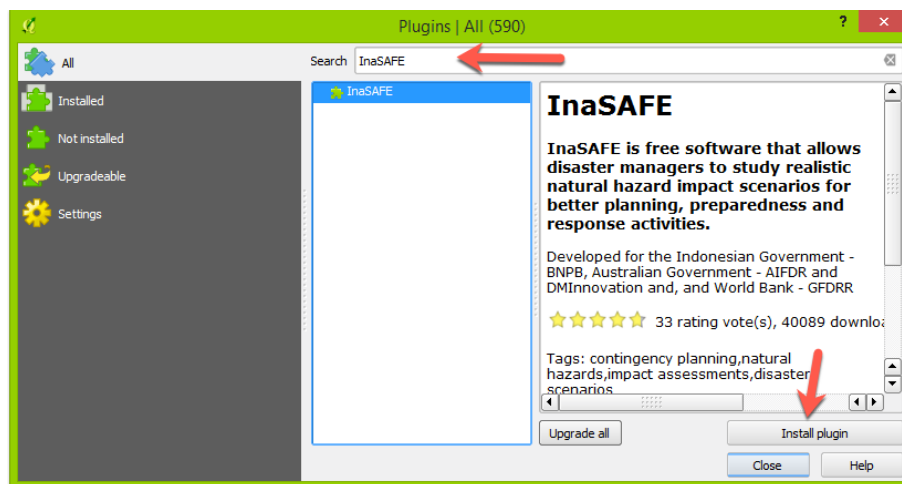 Plugins | All (590)
?
All
Search InaSAFE
Installed
Not installed
Upgradeable
Settings
InaSAFE
InaSAFE
InaSAFE is free software that allows
disaster managers to study realistic
natural hazard impact scenarios for
better planning, preparedness and
response activities.
Developed for the Indonesian Government -
BNPB, Australian Government - AIFDR and
DMInnovation and, and World Bank - GFDRR
33 rating vote(s), 40089 downloa
Tags: contingency planning,natural
hazards,impact assessments,disaster
scenarios
Upgrade all
Install plugin
Close
Help